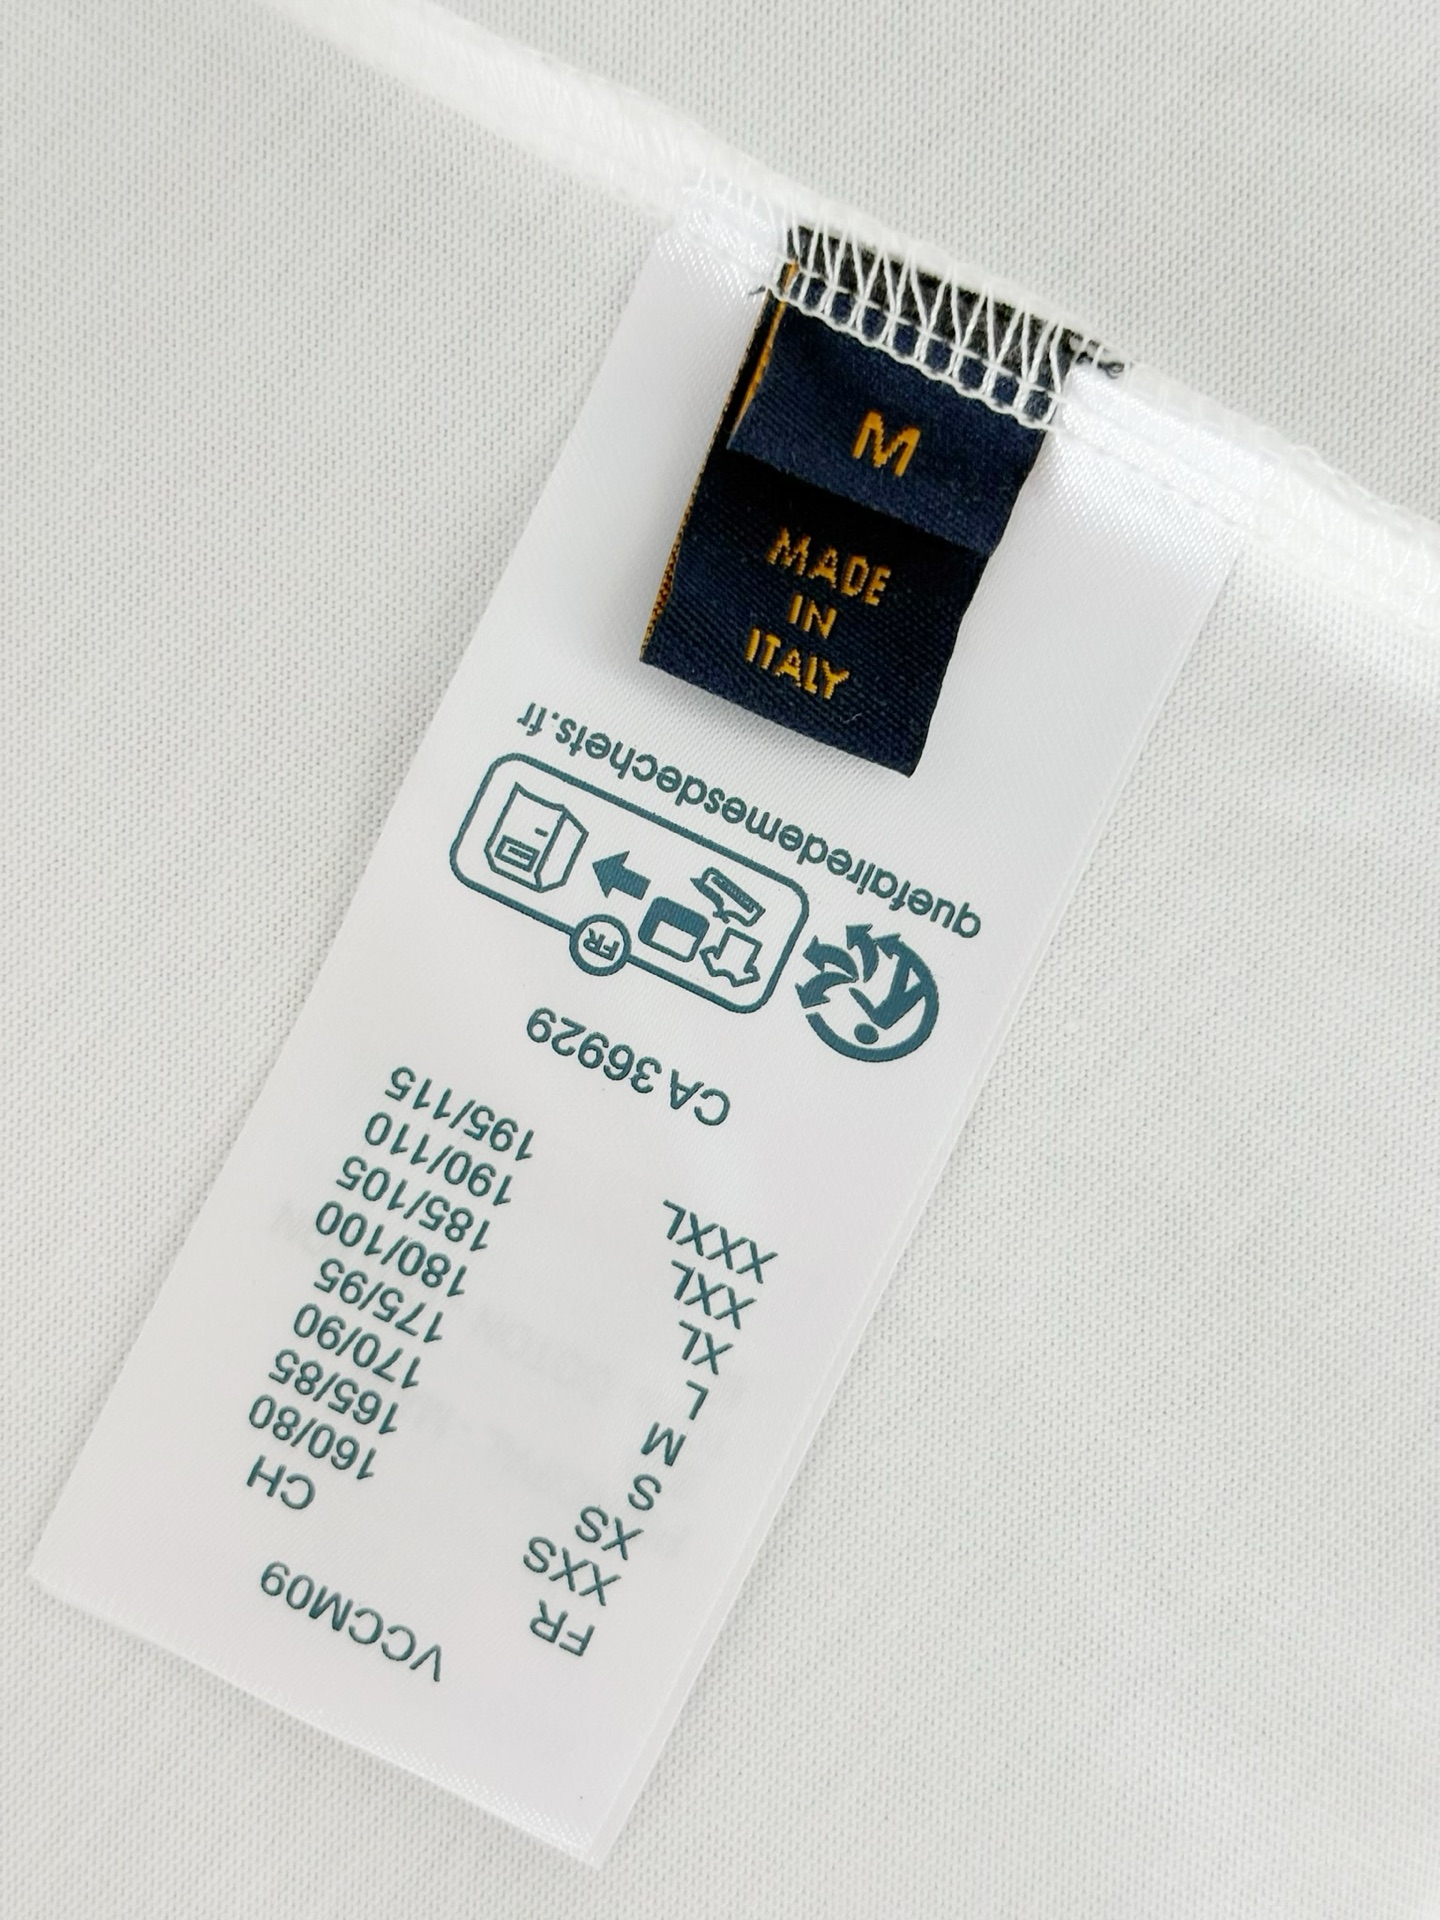 M
MADE
IN
ITALY
VCCM09
FR CH
XXS 160/80
XS 165/85
S 170/90
M 175/95
L 180/100
XL 185/105
XXL 190/110
XXXL 195/115
CA 36929
FR
quefairedemesdechets.fr